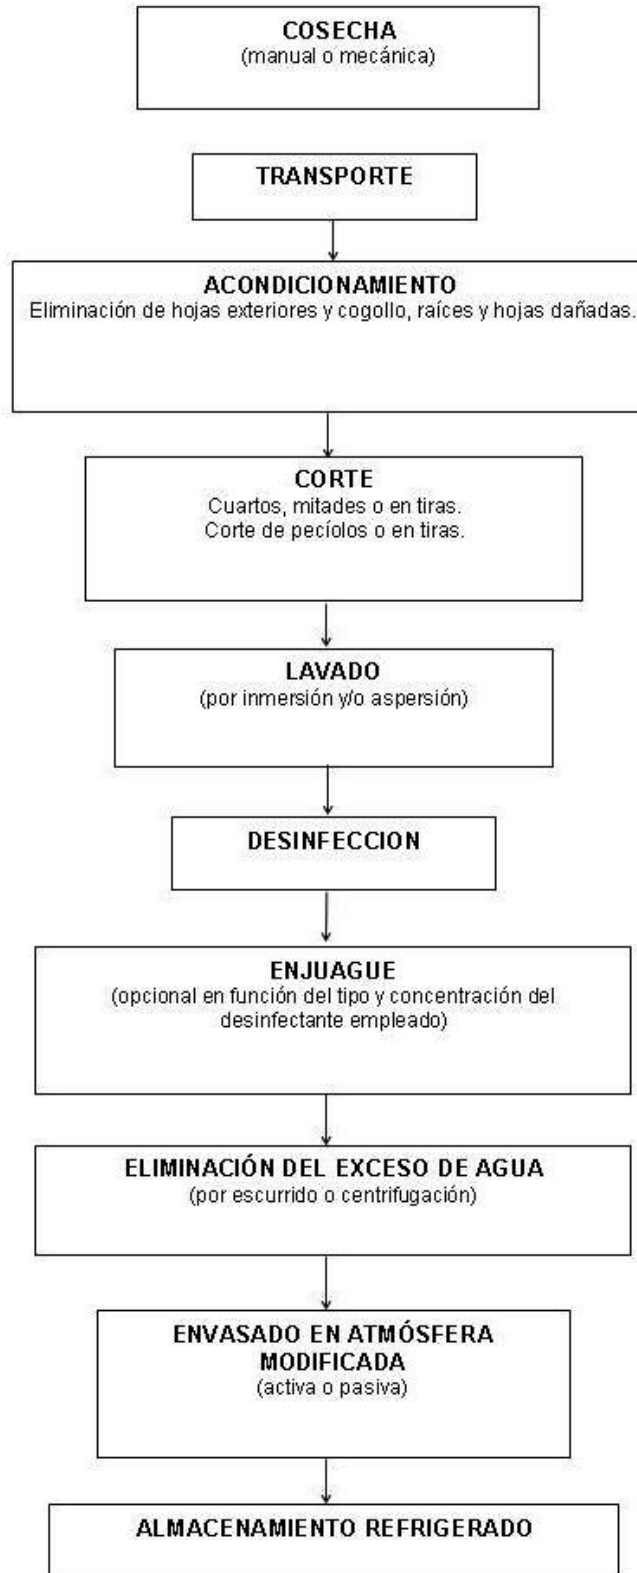 COSECHA
(manual o mecánica)
TRANSPORTE
ACONDICIONAMIENTO
Eliminación de hojas exteriores y cogollo, raíces y hojas dañadas.
CORTE
Cuartos, mitades o en tiras.
Corte de pecíolos o en tiras.
LAVADO
(por inmersión y/o aspersión)
DESINFECCION
ENJUAGUE
(opcional en función del tipo y concentración del
desinfectante empleado)
ELIMINACIÓN DEL EXCESO DE AGUA
(por escurrido o centrifugación)
ENVASADO EN ATMÓSFERA
MODIFICADA
(activa o pasiva)
ALMACENAMIENTO REFRIGERADO